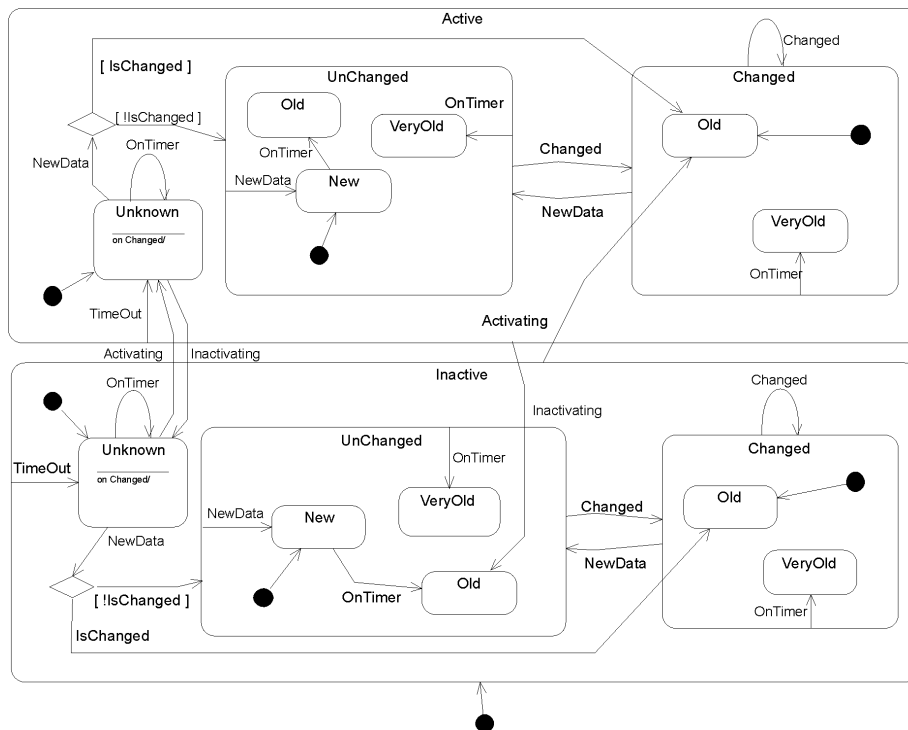 Active
Changed
[ IsChanged ]
UnChanged
Changed
Old
OnTimer
VeryOld
Old
[ !IsChanged ]
OnTimer
OnTimer
Changed
NewData
NewData
New
NewData
Unknown
on Changed/
VeryOld
OnTimer
TimeOut
Activating
Activating
Inactivating
Inactive
OnTimer
Changed
Inactivating
UnChanged
Unknown
Changed
OnTimer
TimeOut
on Changed/
VeryOld
Old
NewData
New
Changed
NewData
NewData
VeryOld
Old
[ !IsChanged ]
OnTimer
OnTimer
IsChanged